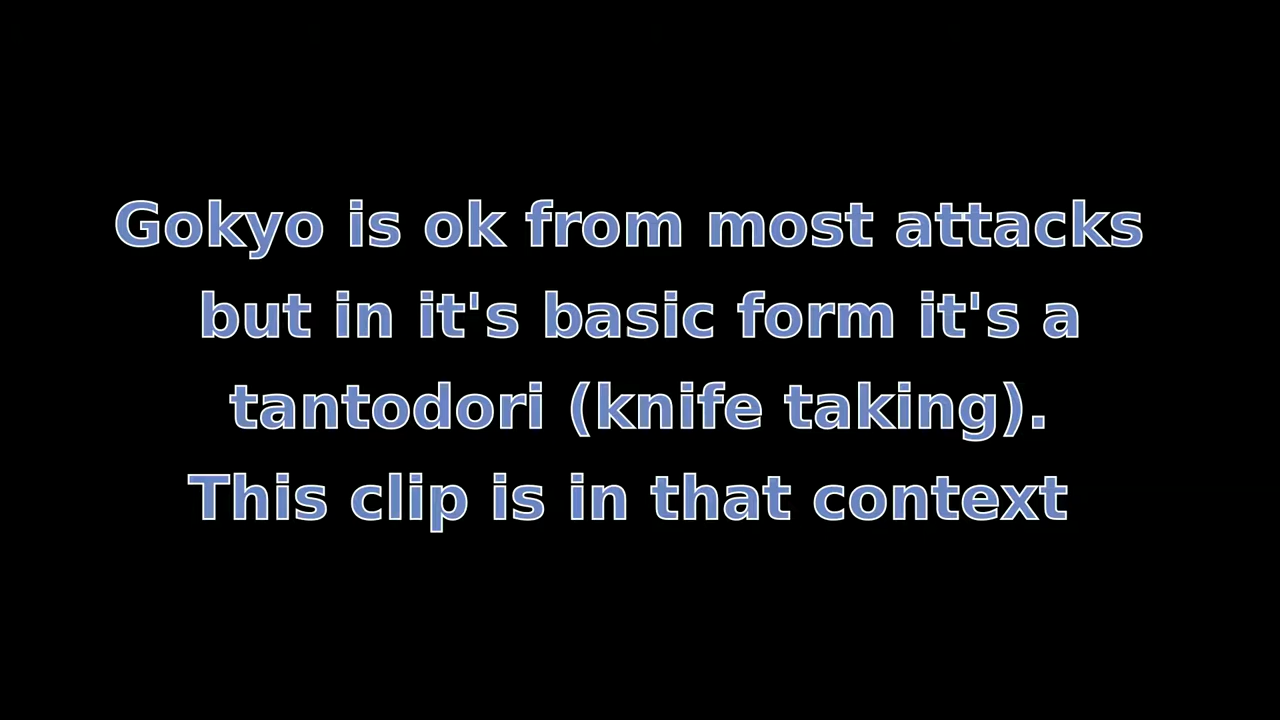 Gokyo is ok from most attacks
but in it's basic form it's a
tantodori (knife taking).
This clip is in that context